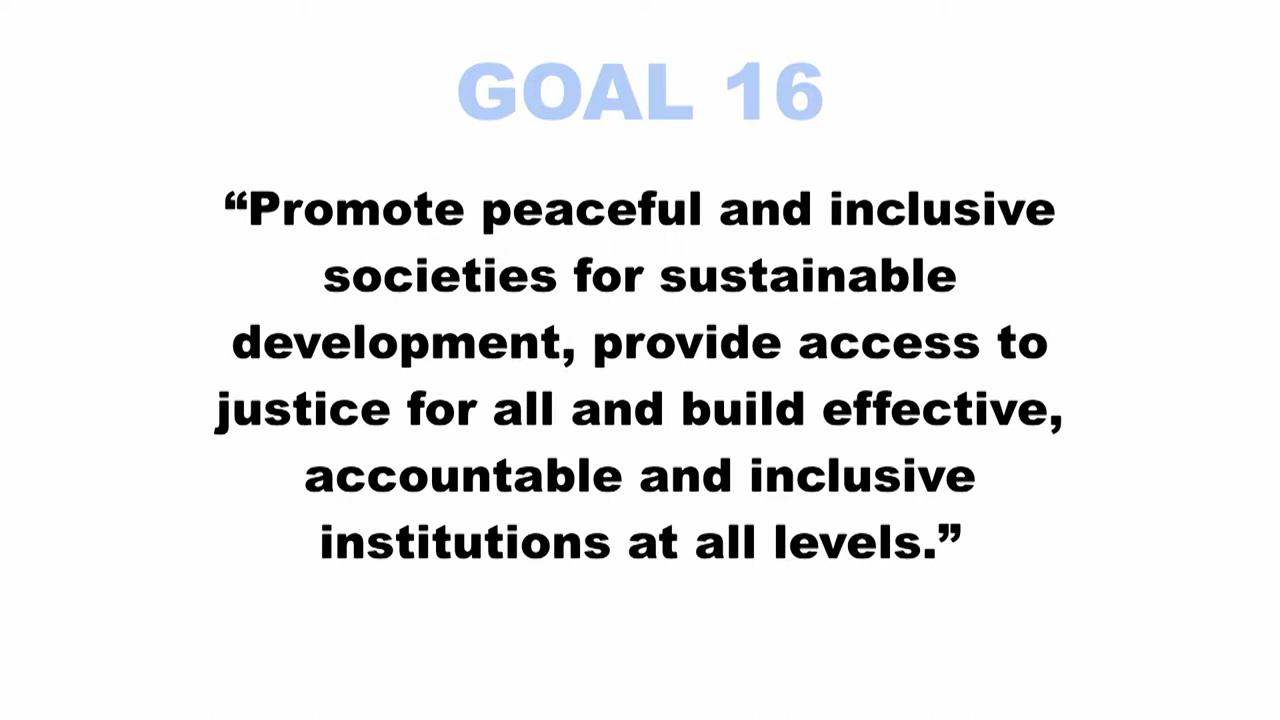 GOAL 16
“Promote peaceful and inclusive
societies for sustainable
development, provide access to
justice for all and build effective,
accountable and inclusive
institutions at all levels.”